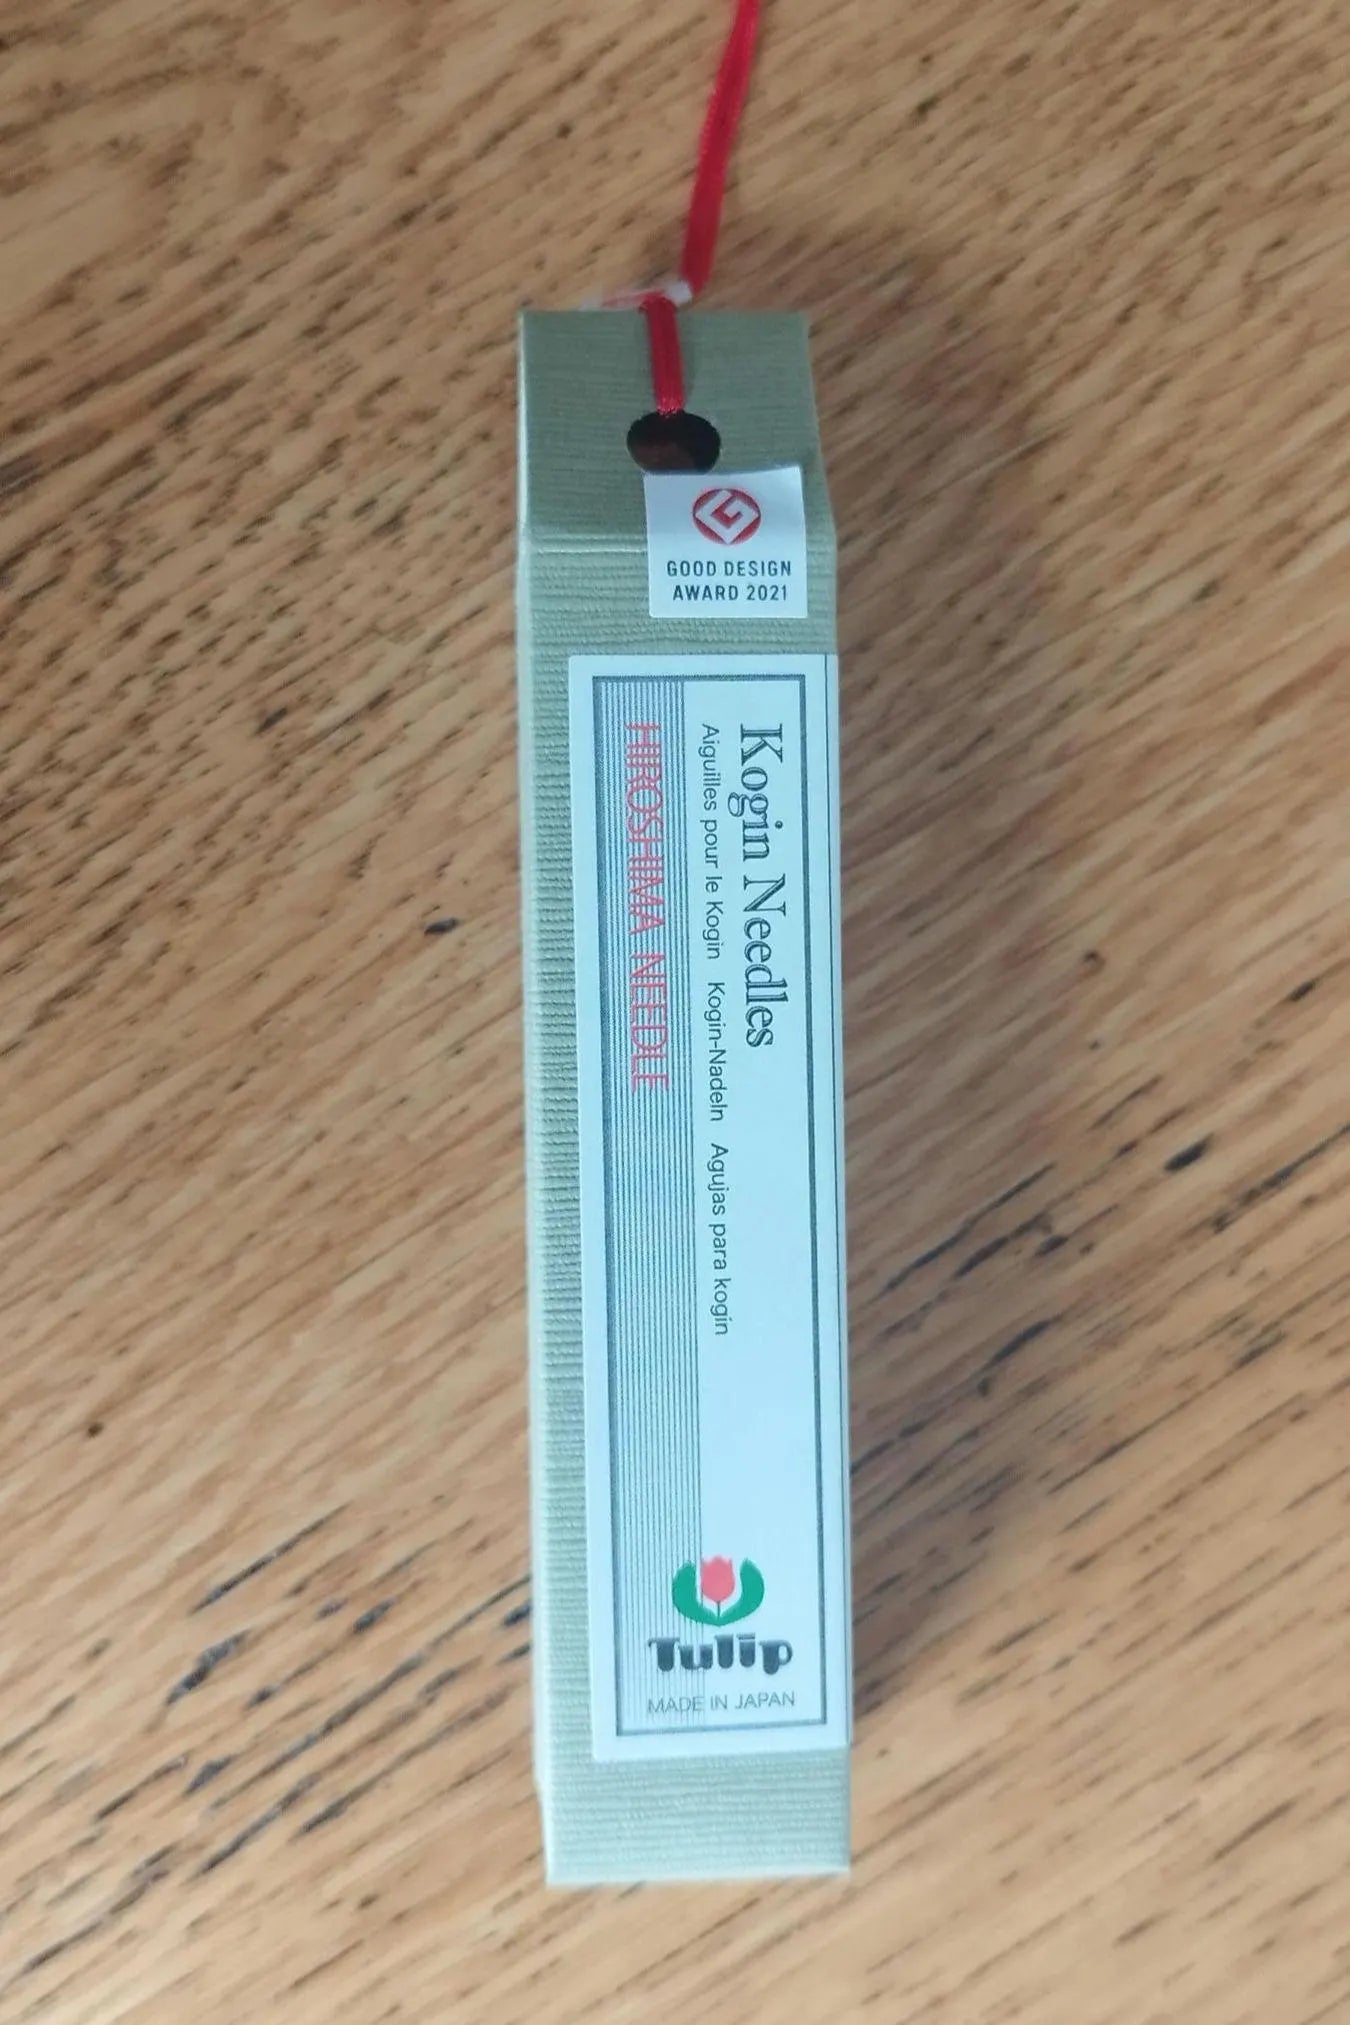 GOOD DESIGN
AWARD 2021
Kogin Needles
Aiguilles pour le Kogin Kogin-Nadeln Agujas para kogin
HIROSHIMA NEEDLE
Tulip
MADE IN JAPAN